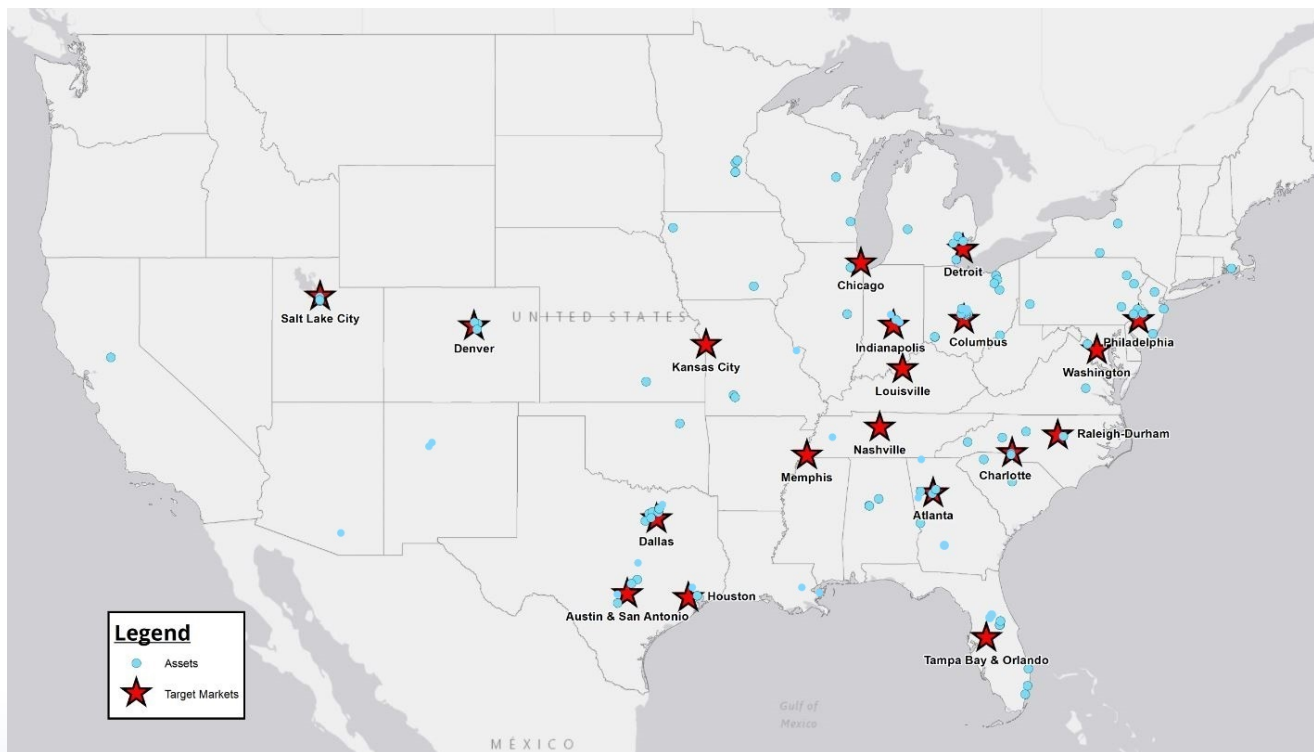 Detroit
Chicago
Salt Lake City
UNITED STATES
Denver
Indianapolis
Columbus
Philadelphia
Kansas City
Washington
Louisville
Raleigh-Durham
Nashville
Memphis
Charlotte
Atlanta
Dallas
Houston
Austin & San Antonio
Tampa Bay & Orlando
Legend
Assets
Target Markets
Gulf of
Mexico
MÉXICO